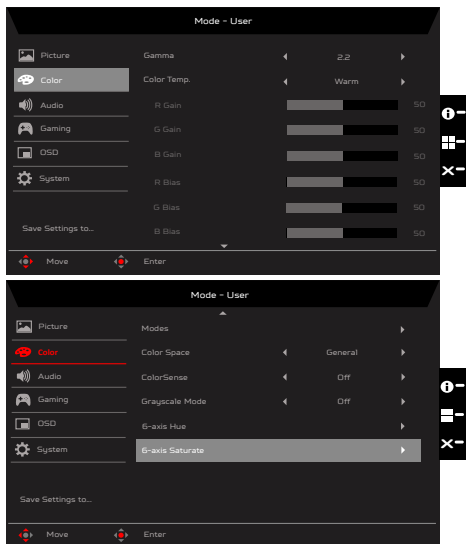 Mode - User
Picture
Gamma 2.2
Color
Color Temp. Warm
Audio
R Gain 50
Gaming
G Gain 50
OSD
B Gain 50
System
R Bias 50
G Bias 50
Save Settings to...
B Bias 50
Move Enter
Mode - User
Picture
Modes
Color
Color Space General
Audio
ColorSense Off
Gaming
Grayscale Mode Off
OSD
6-axis Hue
System
6-axis Saturate
Save Settings to...
Move Enter